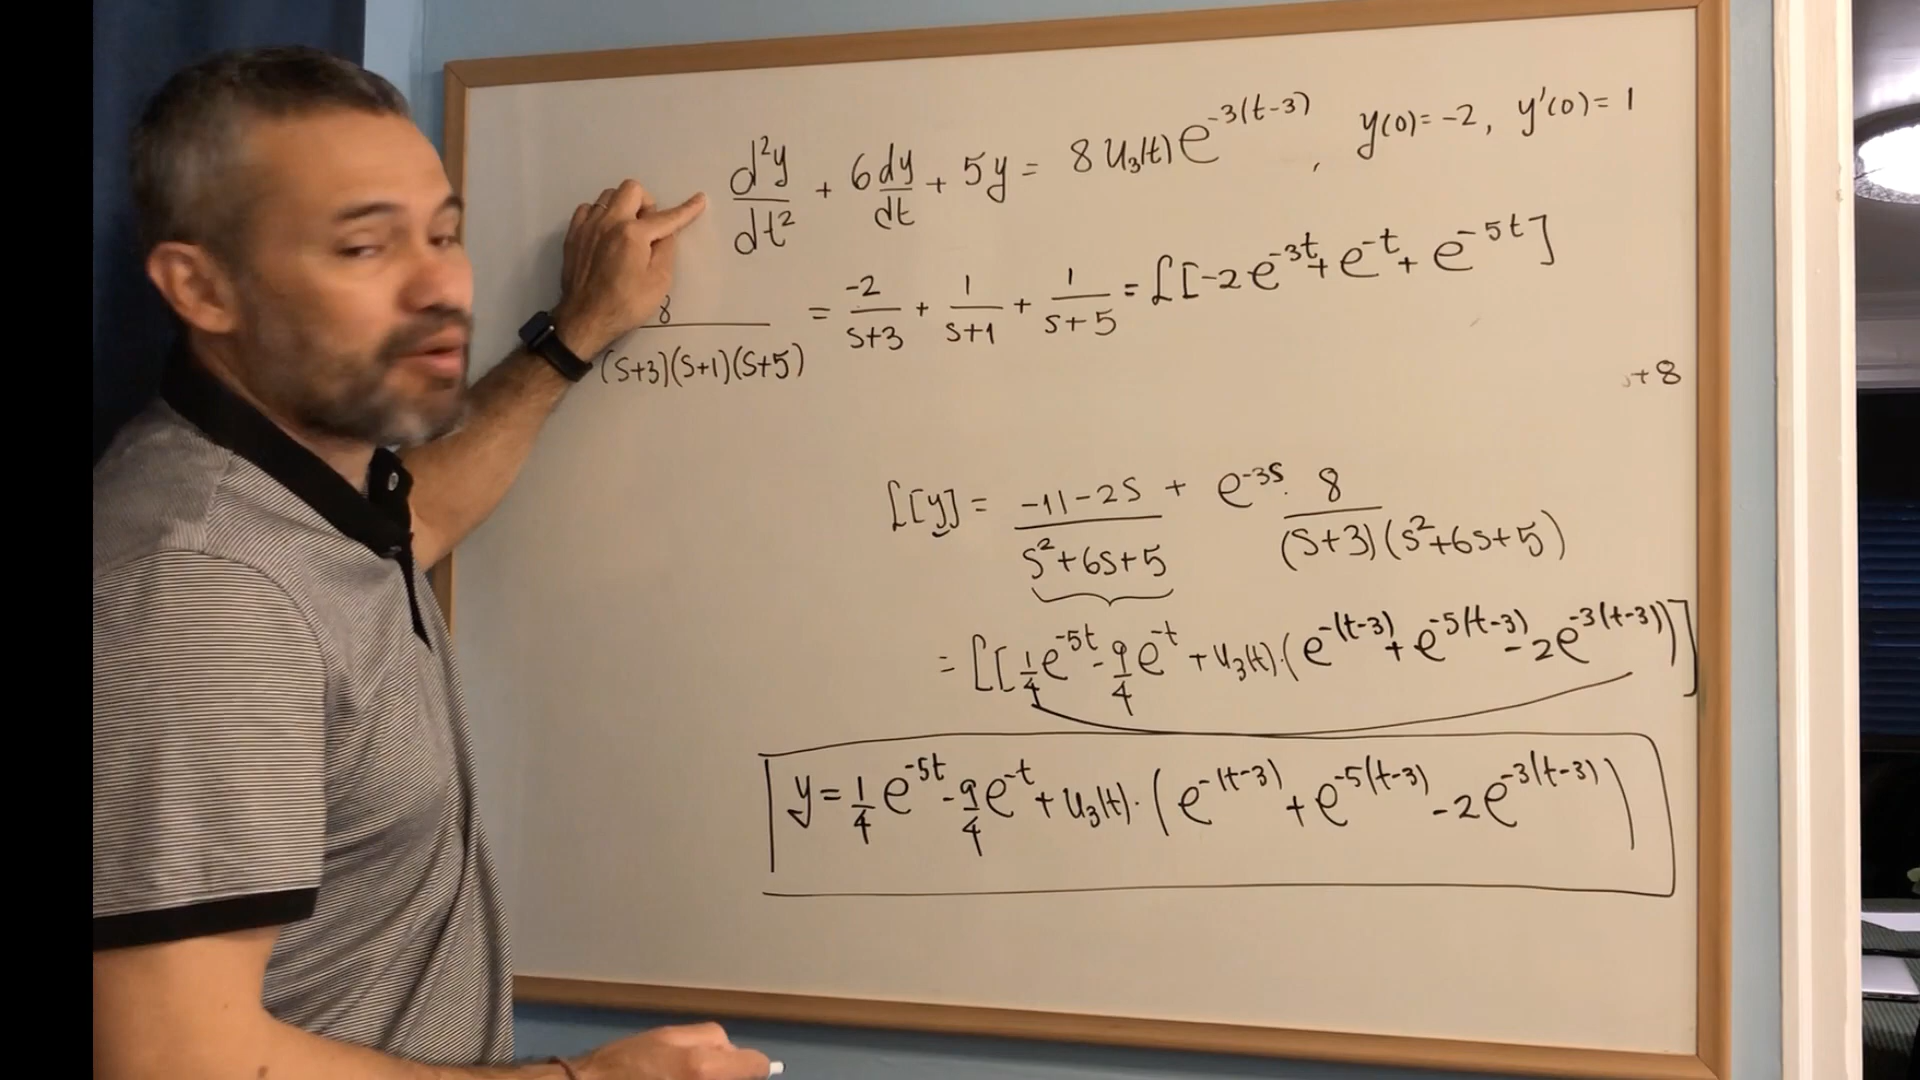 d²y/dt² + 6dy/dt + 5y = 8 u₃(t) e^-3(t-3) , y(0) = -2, y'(0) = 1
8/(s+3)(s+1)(s+5) = -2/s+3 + 1/s+1 + 1/s+5 = ℒ[-2e^-3t + e^-t + e^-5t]
+8
ℒ[y] = -11-2s/s²+6s+5 + e^-3s · 8/(s+3)(s²+6s+5)
= ℒ[1/4 e^-5t - 9/4 e^-t + u₃(t)·(e^-(t-3) + e^-5(t-3) - 2e^-3(t-3))]
y = 1/4 e^-5t - 9/4 e^-t + u₃(t)·(e^-(t-3) + e^-5(t-3) - 2e^-3(t-3))